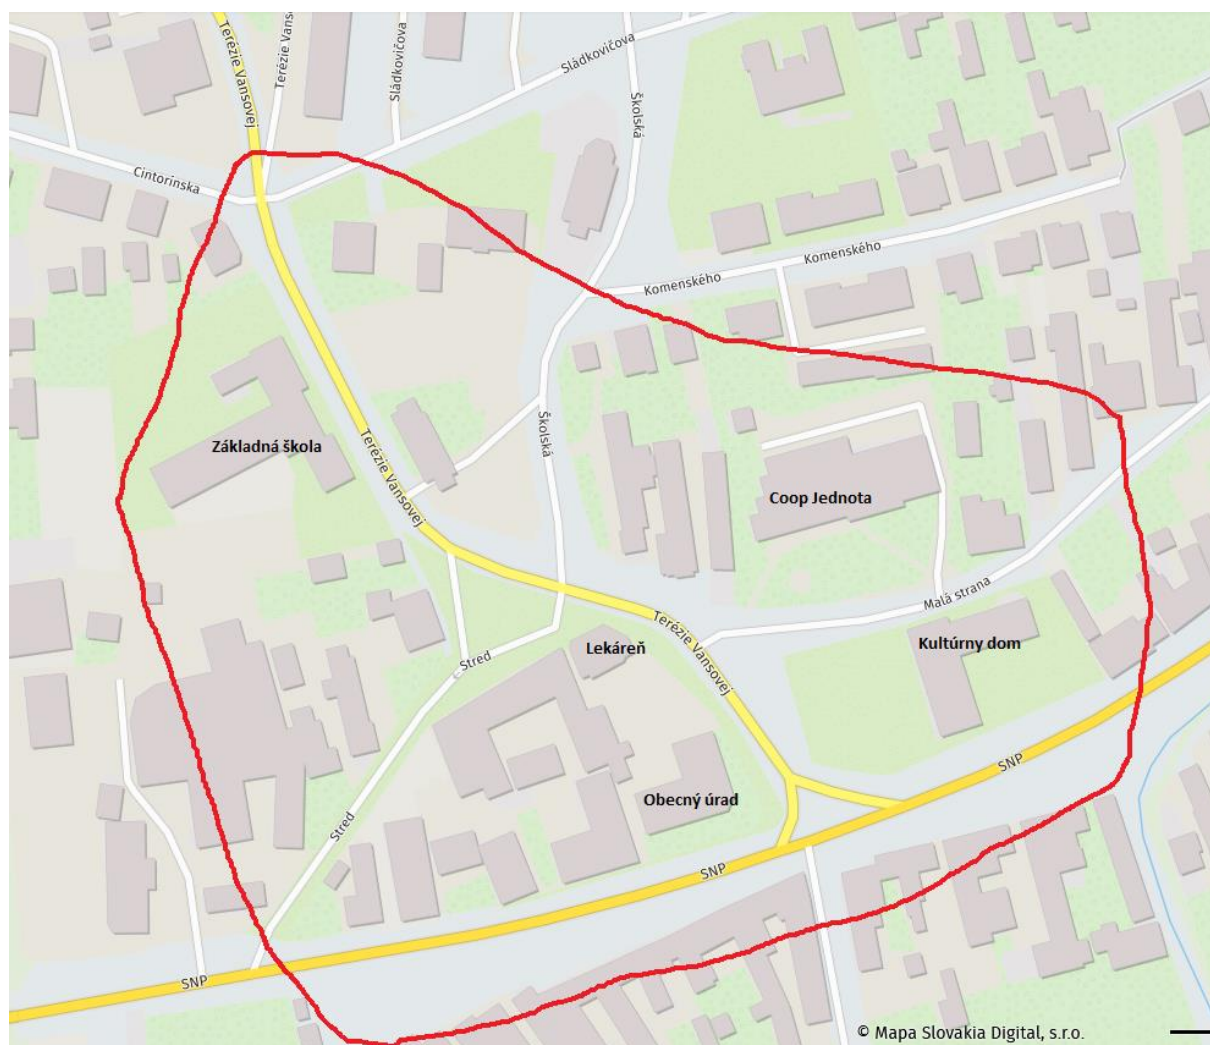 Terézie Vansovej
Terézie Vans
Sládkovičova
Sládkovičova
Školská
Cintorínska
Komenského
Komenského
Základná škola
Terézie Vansovej
Školská
Coop Jednota
Malá strana
Terézie Vansovej
Lekáreň
Kultúrny dom
Stred
Obecný úrad
SNP
Stred
SNP
SNP
© Mapa Slovakia Digital, s.r.o.